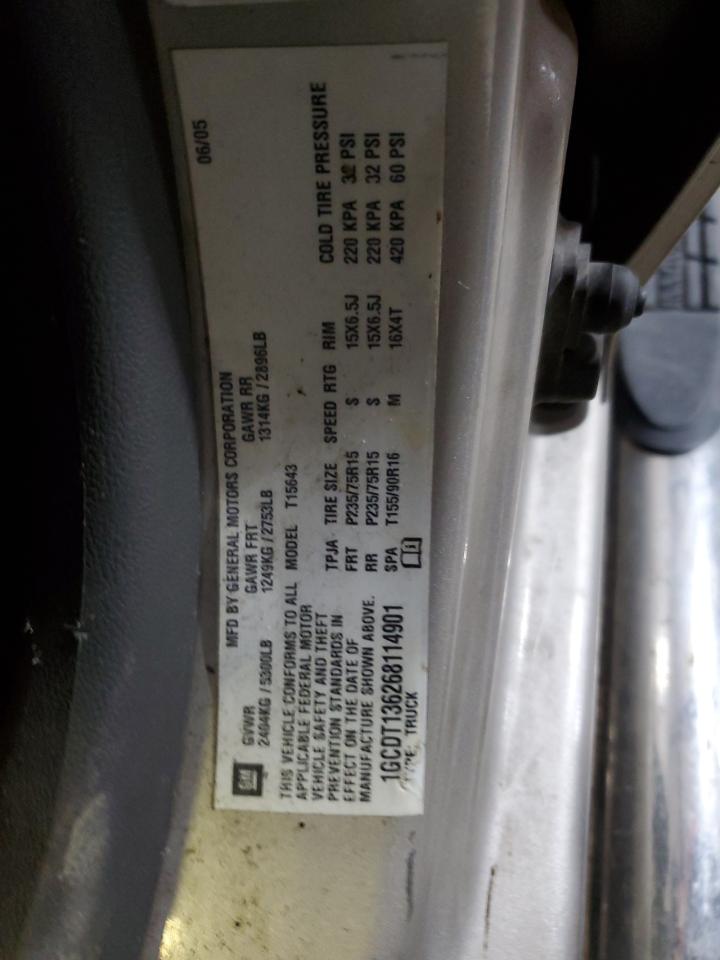 GM
MFD BY GENERAL MOTORS CORPORATION
06/05
GVWR GAWR FRT GAWR RR
2404KG / 5300LB 1249KG / 2753LB 1314KG / 2896LB
THIS VEHICLE CONFORMS TO ALL
APPLICABLE FEDERAL MOTOR
VEHICLE SAFETY AND THEFT
PREVENTION STANDARDS IN
EFFECT ON THE DATE OF
MANUFACTURE SHOWN ABOVE.
1GCDT136268114901
TYPE: TRUCK
MODEL T15643
TPJA TIRE SIZE SPEED RTG RIM COLD TIRE PRESSURE
FRT P235/75R15 S 15X6.5J 220 KPA 32 PSI
RR P235/75R15 S 15X6.5J 220 KPA 32 PSI
SPA T155/90R16 M 16X4T 420 KPA 60 PSI